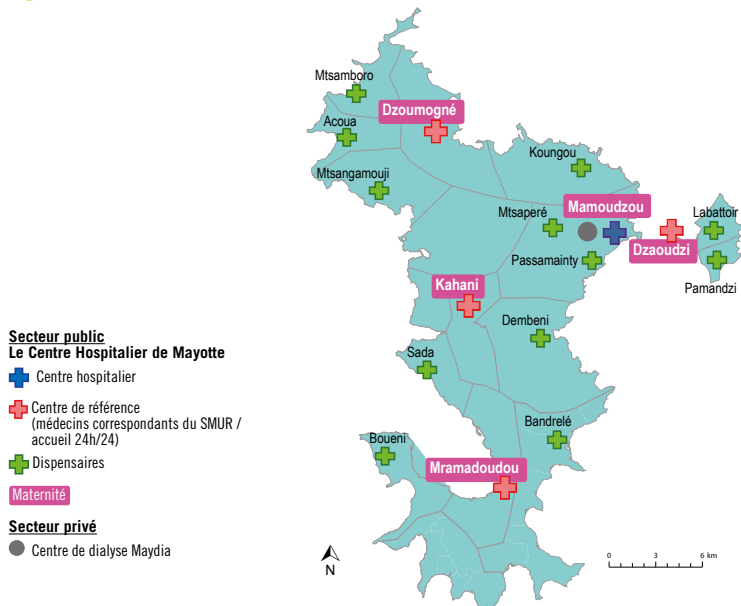 Mtsamboro
Dzoumogné
Acoua
Koungou
Mtsangamouji
Mamoudzou
Mtsaperé
Labattoir
Dzaoudzi
Passamainty
Kahani
Pamandzi
Dembeni
Sada
Bandrelé
Boueni
Mramadoudou
Secteur public
Le Centre Hospitalier de Mayotte
Centre hospitalier
Centre de référence
(médecins correspondants du SMUR /
accueil 24h/24)
Dispensaires
Maternité
Secteur privé
Centre de dialyse Maydia
N
0 3 6 km